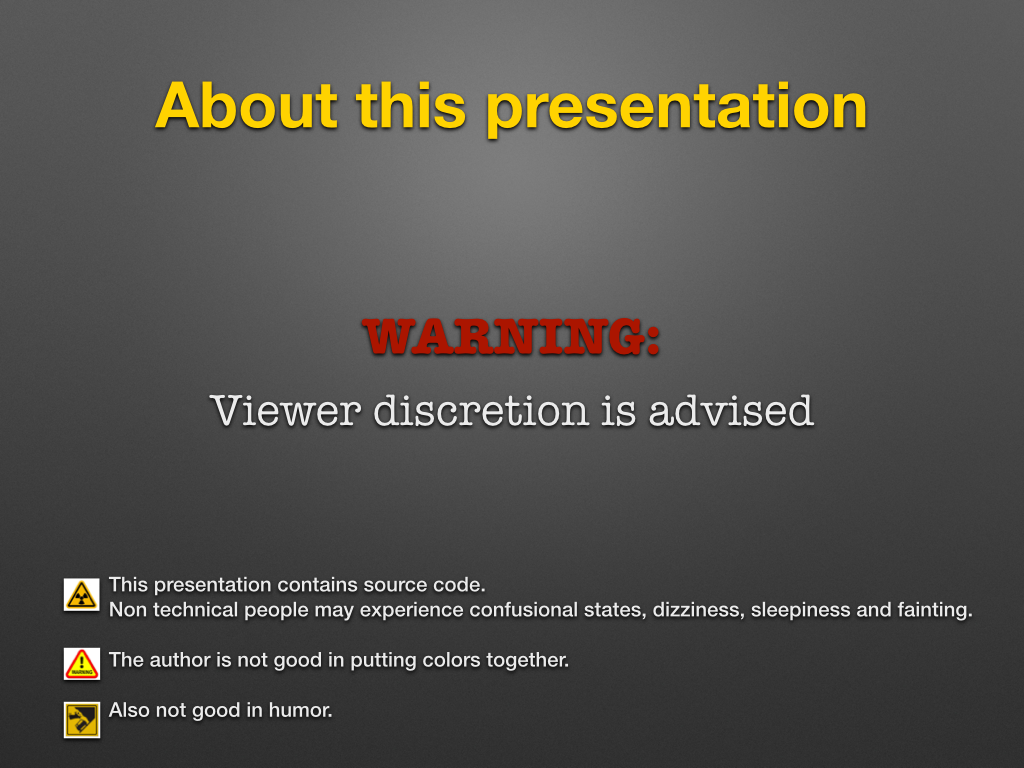 About this presentation
WARNING:
Viewer discretion is advised
This presentation contains source code.
Non technical people may experience confusional states, dizziness, sleepiness and fainting.
WARNING
The author is not good in putting colors together.
Also not good in humor.